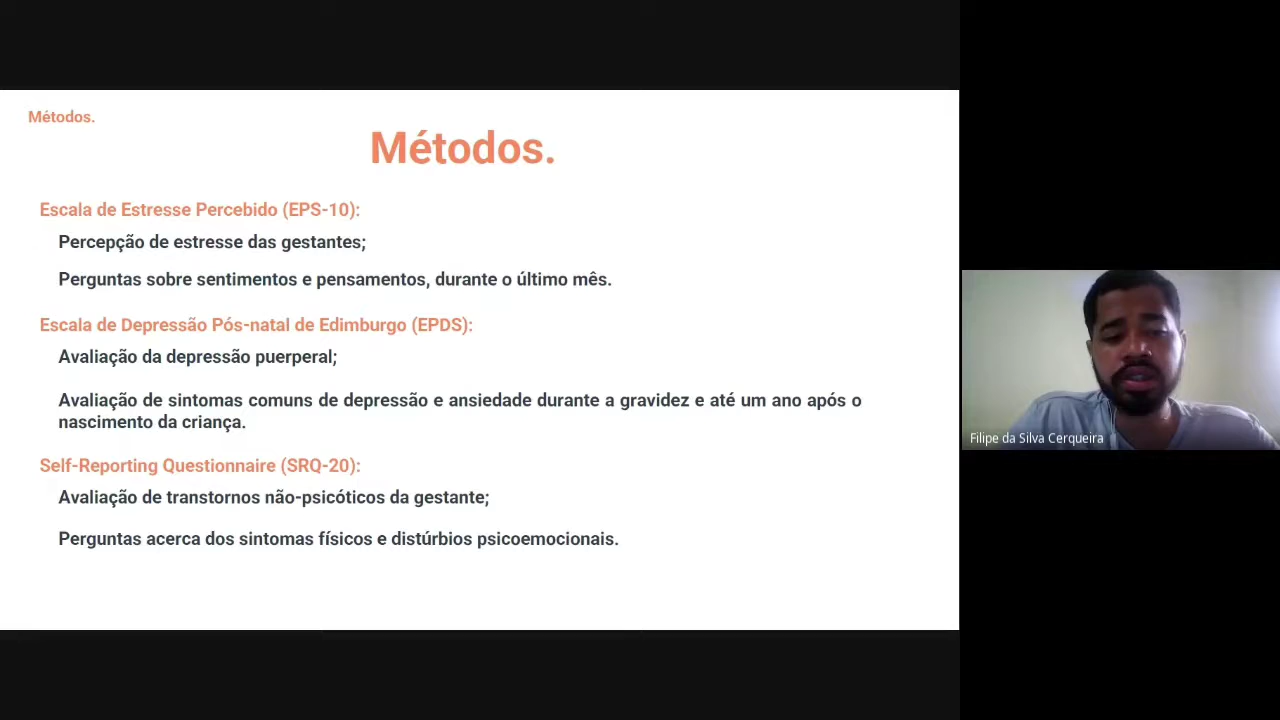 Métodos.
Métodos.
Escala de Estresse Percebido (EPS-10):
Percepção de estresse das gestantes;
Perguntas sobre sentimentos e pensamentos, durante o último mês.
Escala de Depressão Pós-natal de Edimburgo (EPDS):
Avaliação da depressão puerperal;
Avaliação de sintomas comuns de depressão e ansiedade durante a gravidez e até um ano após o
nascimento da criança.
Self-Reporting Questionnaire (SRQ-20):
Avaliação de transtornos não-psicóticos da gestante;
Perguntas acerca dos sintomas físicos e distúrbios psicoemocionais.
Filipe da Silva Cerqueira